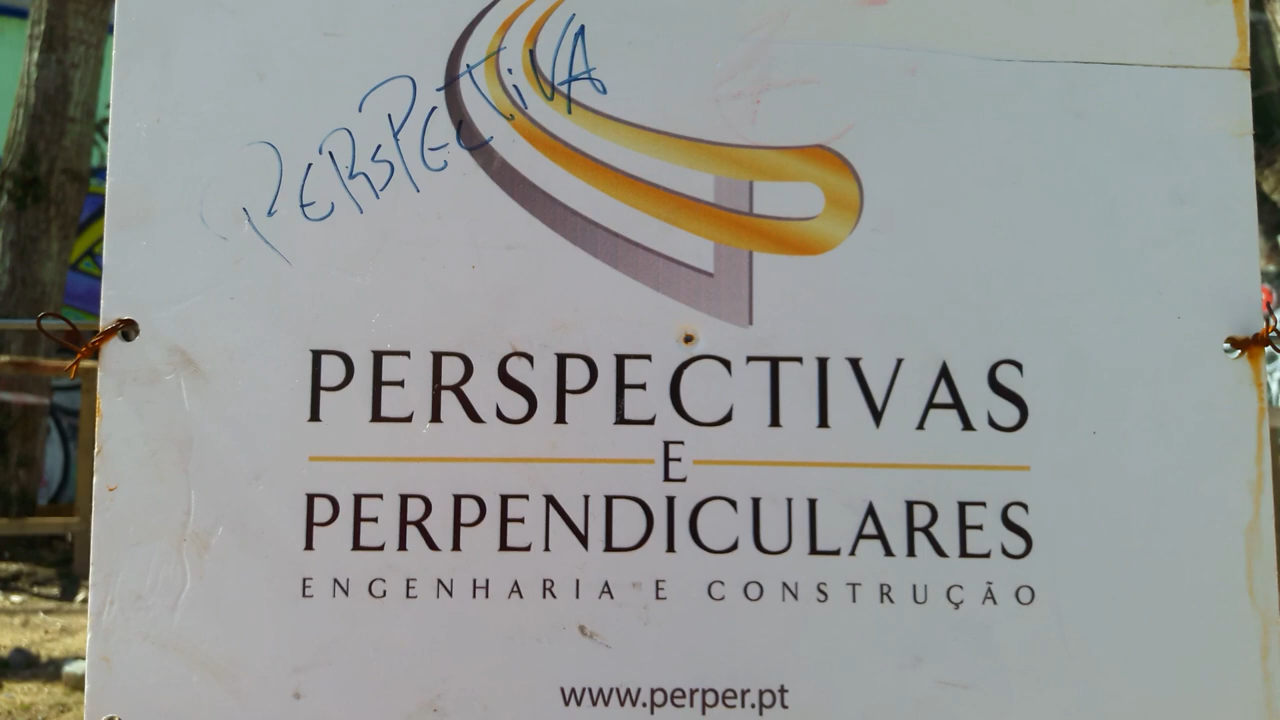 PERSPECTiVA
PERSPECTIVAS
E
PERPENDICULARES
ENGENHARIA E CONSTRUÇÃO
www.perper.pt